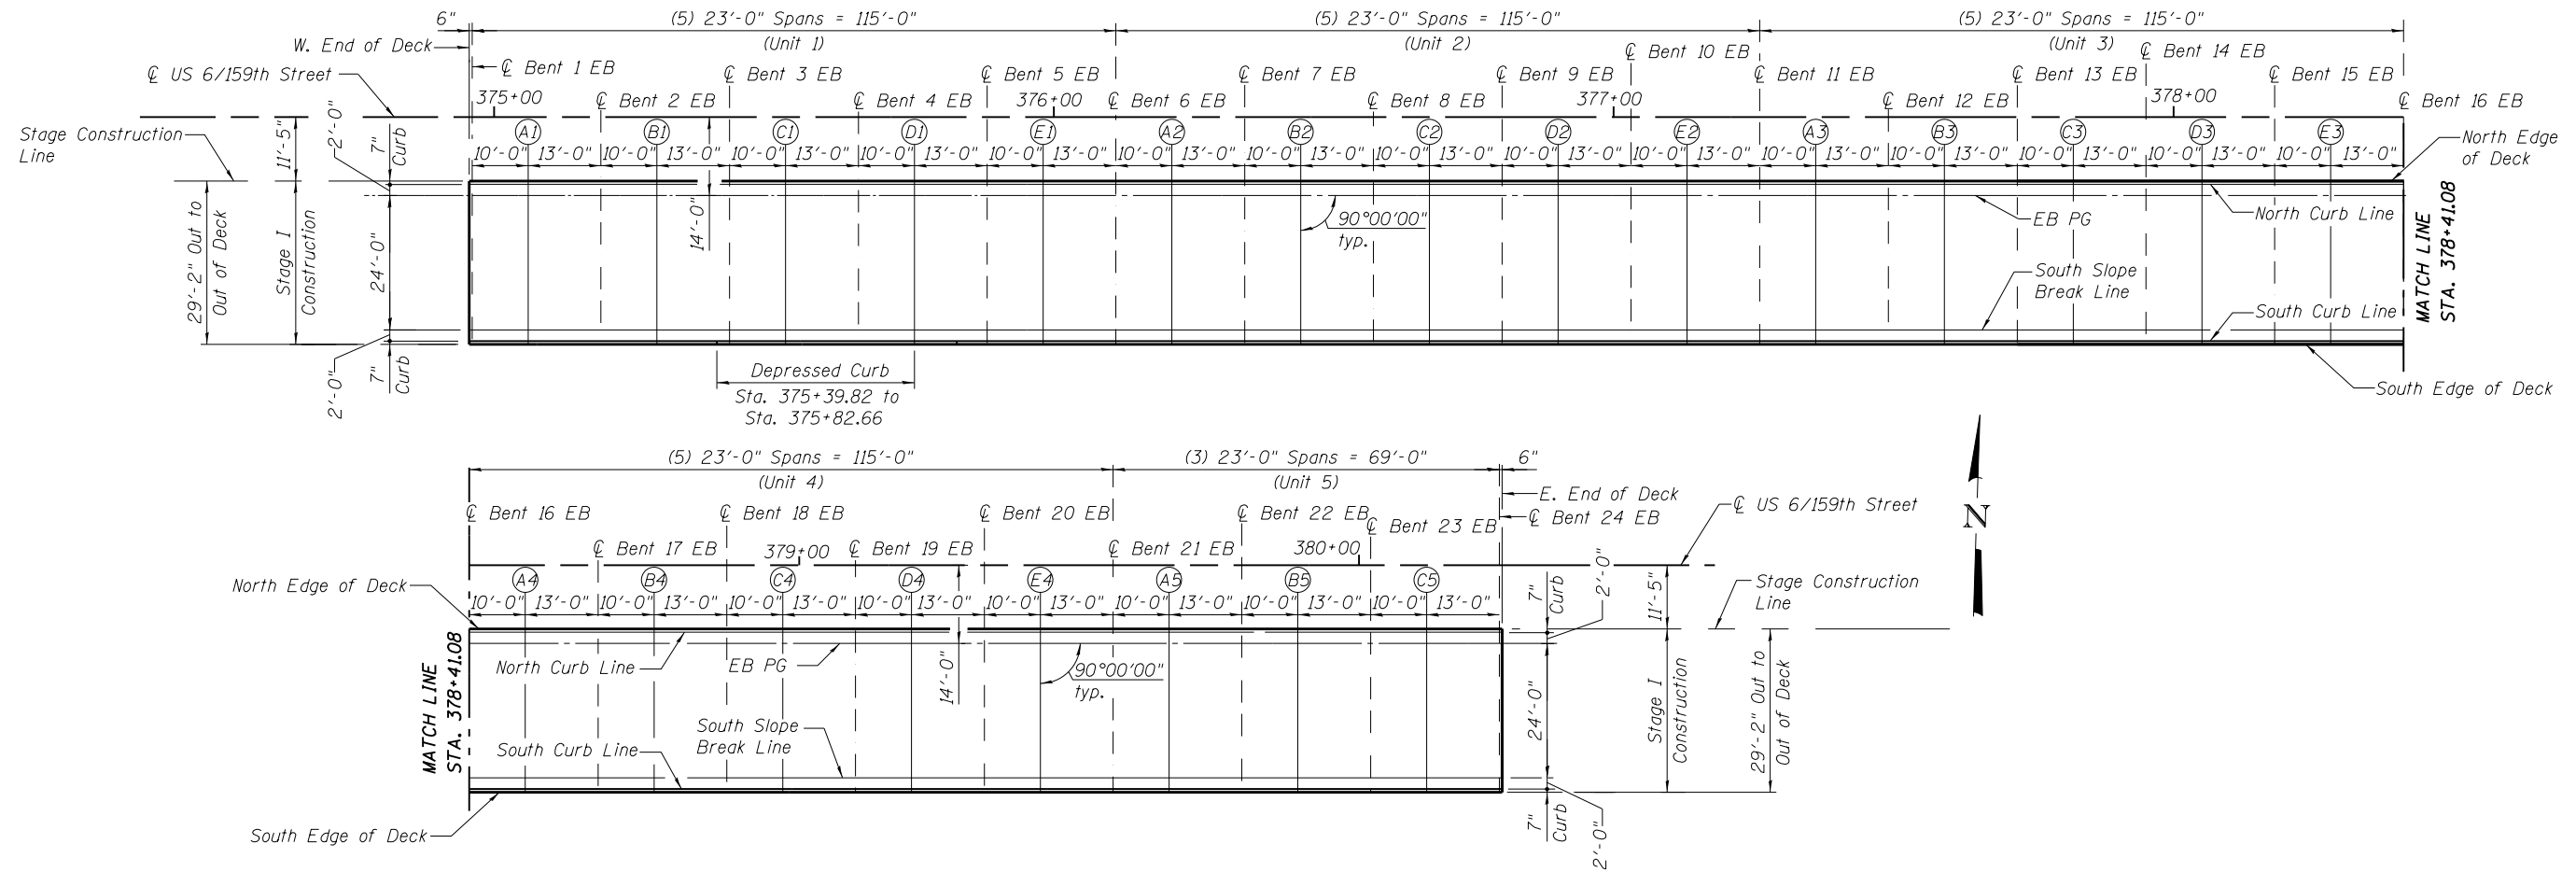 6"
(5) 23'-0" Spans = 115'-0"
(Unit 1)
(5) 23'-0" Spans = 115'-0"
(Unit 2)
(5) 23'-0" Spans = 115'-0"
(Unit 3)
W. End of Deck
℄ US 6/159th Street
℄ Bent 1 EB
℄ Bent 2 EB
℄ Bent 3 EB
℄ Bent 4 EB
℄ Bent 5 EB
℄ Bent 6 EB
℄ Bent 7 EB
℄ Bent 8 EB
℄ Bent 9 EB
℄ Bent 10 EB
℄ Bent 11 EB
℄ Bent 12 EB
℄ Bent 13 EB
℄ Bent 14 EB
℄ Bent 15 EB
℄ Bent 16 EB
375+00
376+00
377+00
378+00
Stage Construction
Line
11'-5"
2'-0"
7"
Curb
A1
B1
C1
D1
E1
A2
B2
C2
D2
E2
A3
B3
C3
D3
E3
10'-0" 13'-0" 10'-0" 13'-0" 10'-0" 13'-0" 10'-0" 13'-0" 10'-0" 13'-0" 10'-0" 13'-0" 10'-0" 13'-0" 10'-0" 13'-0" 10'-0" 13'-0" 10'-0" 13'-0" 10'-0" 13'-0" 10'-0" 13'-0" 10'-0" 13'-0" 10'-0" 13'-0" 10'-0" 13'-0"
North Edge
of Deck
29'-2" Out to
Out of Deck
Stage I
Construction
24'-0"
14'-0"
90°00'00"
typ.
EB PG
North Curb Line
South Slope
Break Line
South Curb Line
MATCH LINE
STA. 378+41.08
2'-0"
7"
Curb
Depressed Curb
Sta. 375+39.82 to
Sta. 375+82.66
South Edge of Deck
(5) 23'-0" Spans = 115'-0"
(Unit 4)
(3) 23'-0" Spans = 69'-0"
(Unit 5)
6"
E. End of Deck
℄ Bent 24 EB
℄ US 6/159th Street
℄ Bent 16 EB
℄ Bent 17 EB
℄ Bent 18 EB
℄ Bent 19 EB
℄ Bent 20 EB
℄ Bent 21 EB
℄ Bent 22 EB
℄ Bent 23 EB
379+00
380+00
N
North Edge of Deck
A4
B4
C4
D4
E4
A5
B5
C5
10'-0" 13'-0" 10'-0" 13'-0" 10'-0" 13'-0" 10'-0" 13'-0" 10'-0" 13'-0" 10'-0" 13'-0" 10'-0" 13'-0" 10'-0" 13'-0"
7"
Curb
2'-0"
11'-5"
Stage Construction
Line
MATCH LINE
STA. 378+41.08
North Curb Line
EB PG
14'-0"
90°00'00"
typ.
South Slope
Break Line
South Curb Line
24'-0"
Stage I
Construction
29'-2" Out to
Out of Deck
South Edge of Deck
7"
Curb
2'-0"